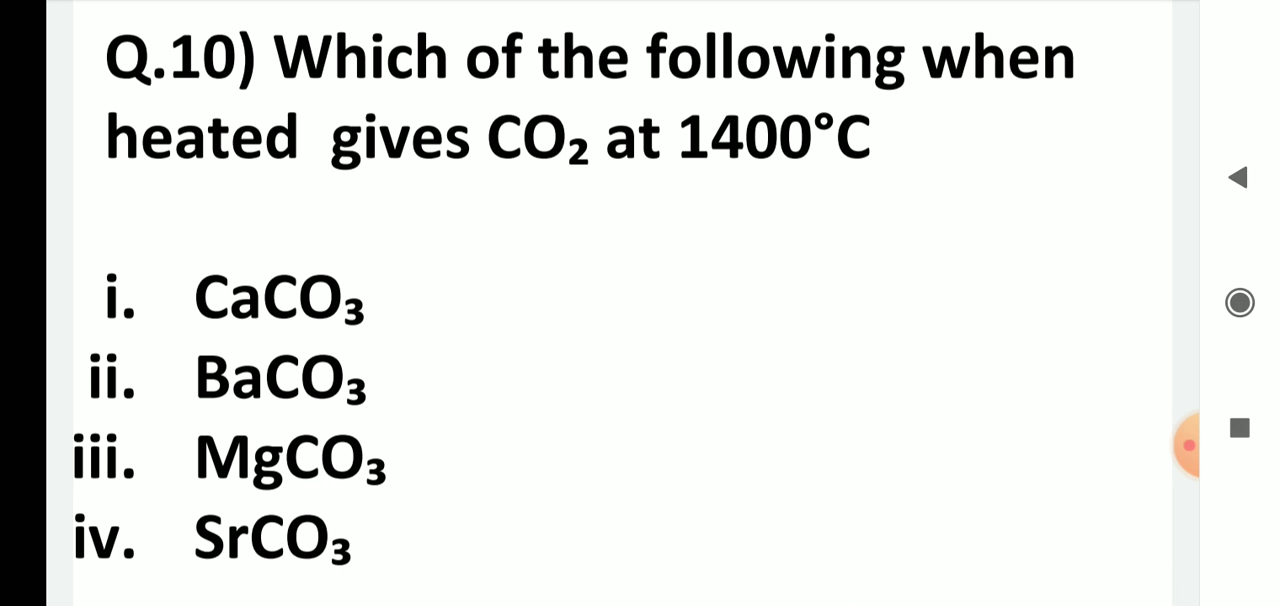 Q.10) Which of the following when
heated gives CO₂ at 1400°C
i. CaCO₃
ii. BaCO₃
iii. MgCO₃
iv. SrCO₃